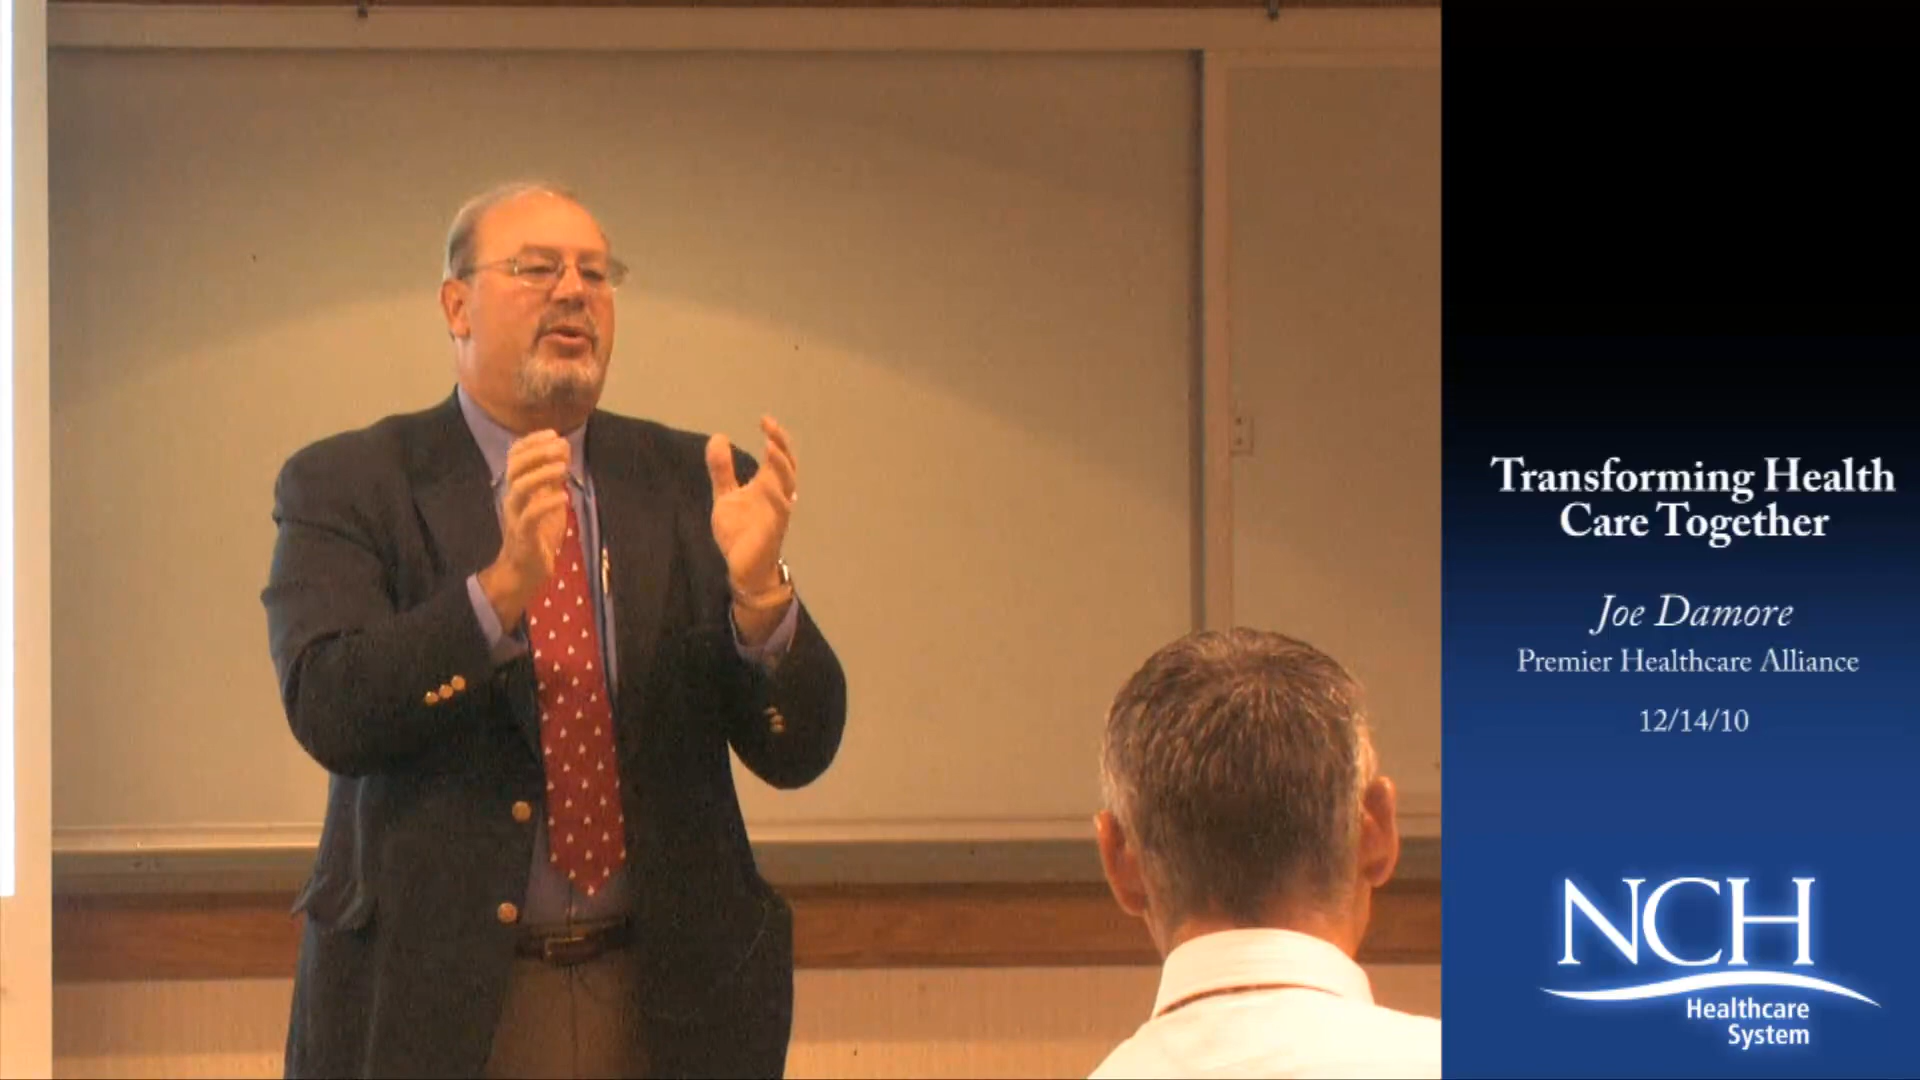 Transforming Health
Care Together
Joe Damore
Premier Healthcare Alliance
12/14/10
NCH
Healthcare
System